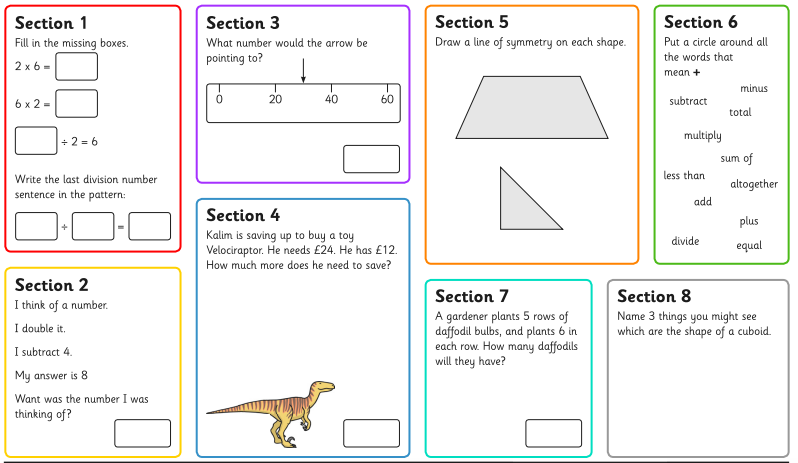 Section 1
Fill in the missing boxes.
2 x 6 =
6 x 2 =
÷ 2 = 6
Write the last division number
sentence in the pattern:
÷ =
Section 2
I think of a number.
I double it.
I subtract 4.
My answer is 8
Want was the number I was
thinking of?
Section 3
What number would the arrow be
pointing to?
0 20 40 60
Section 4
Kalim is saving up to buy a toy
Velociraptor. He needs £24. He has £12.
How much more does he need to save?
Section 5
Draw a line of symmetry on each shape.
Section 6
Put a circle around all
the words that
mean +
minus
subtract
total
multiply
sum of
less than
altogether
add
plus
divide
equal
Section 7
A gardener plants 5 rows of
daffodil bulbs, and plants 6 in
each row. How many daffodils
will they have?
Section 8
Name 3 things you might see
which are the shape of a cuboid.